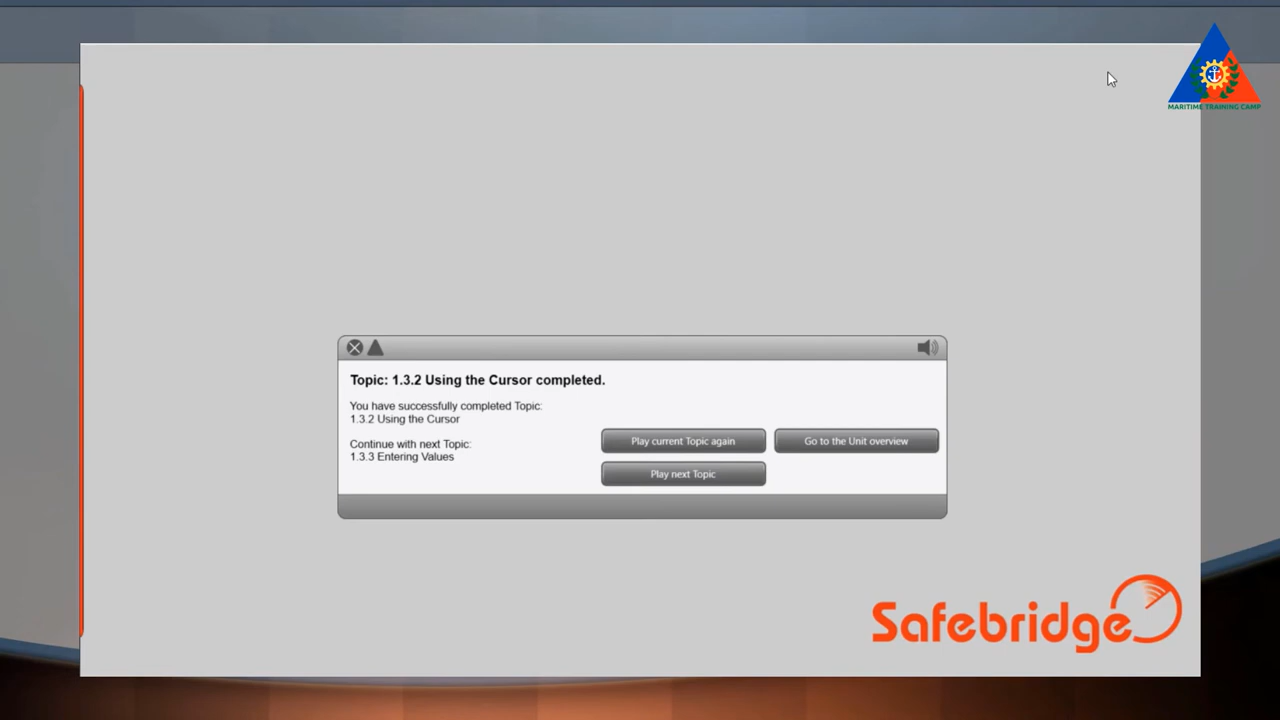 MARITIME TRAINING CAMP
Topic: 1.3.2 Using the Cursor completed.
You have successfully completed Topic:
1.3.2 Using the Cursor
Continue with next Topic:
1.3.3 Entering Values
Play current Topic again
Go to the Unit overview
Play next Topic
Safebridge